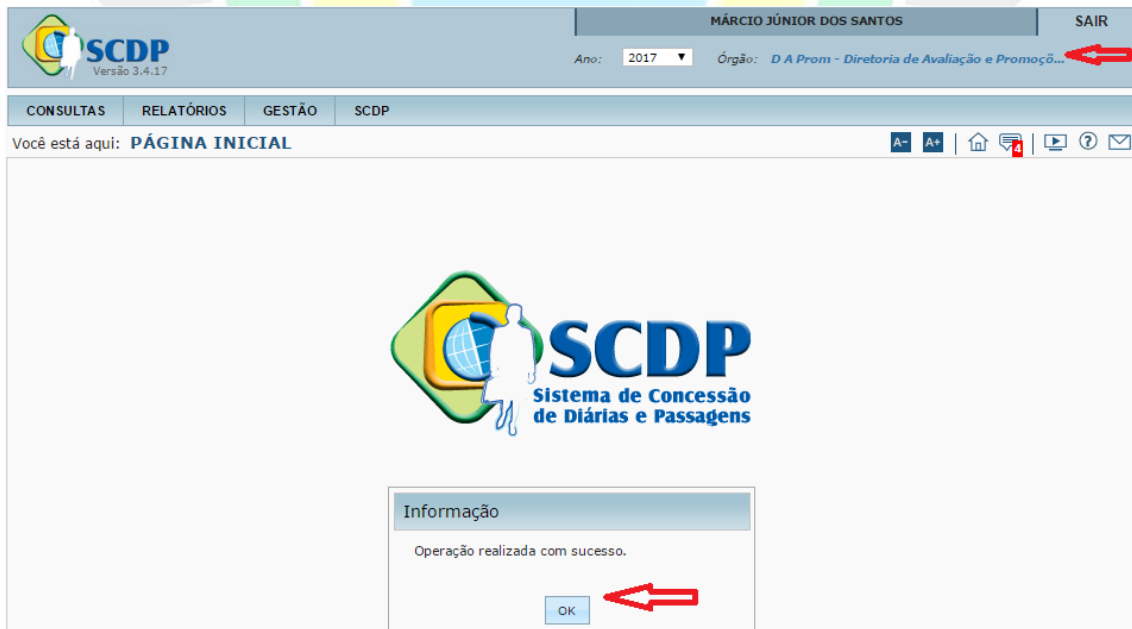 MÁRCIO JÚNIOR DOS SANTOS SAIR
SCDP
Versão 3.4.17
Ano: 2017 Órgão: D A Prom - Diretoria de Avaliação e Promoçõ...
CONSULTAS RELATÓRIOS GESTÃO SCDP
Você está aqui: PÁGINA INICIAL
A- A+ 4 ?
SCDP
Sistema de Concessão
de Diárias e Passagens
Informação
Operação realizada com sucesso.
OK